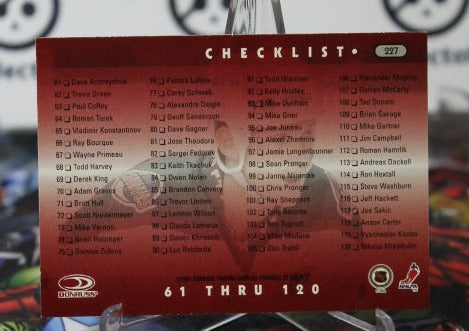 CHECKLIST•
227
61 ❑ Dave Andreychuk
62 ❑ Travis Green
63 ❑ Paul Coffey
64 ❑ Roman Turek
65 ❑ Vladimir Konstantinov
66 ❑ Ray Bourque
67 ❑ Wayne Primeau
68 ❑ Todd Harvey
69 ❑ Derek King
70 ❑ Adam Graves
71 ❑ Brett Hull
72 ❑ Scott Niedermayer
73 ❑ Mike Vernon
74 ❑ Brian Holzinger
75 ❑ Dainius Zubrus
76 ❑ Patrick Lalime
77 ❑ Corey Schwab
78 ❑ Alexandre Daigle
79 ❑ Geoff Sanderson
80 ❑ Dave Gagner
81 ❑ Jose Theodore
82 ❑ Sergei Fedorov
83 ❑ Keith Tkachuk
84 ❑ Owen Nolan
85 ❑ Brandon
86 ❑ Trevor Linden
87 ❑ Landon Wilson
88 ❑ Claude Lemieux
89 ❑ Dimitri Khristich
90 ❑ Luc Robitaille
91 ❑ Todd Warriner
92 ❑ Kelly Hrudey
93 ❑ Mike Dunham
94 ❑ Mike Grier
95 ❑ Joe Juneau
96 ❑ Alexei Zhamnov
97 ❑ Jamie Langenbrunner
98 ❑ Sean Pronger
99 ❑ Janne Niinimaa
100 ❑ Chris Pronger
101 ❑ Ray Sheppard
102 ❑ Tony Amonte
103 ❑ Ron Tugnutt
104 ❑ Mike Modano
105 ❑ Dan Trebil
106 ❑ Alexander Mogilny
107 ❑ Darren McCarty
108 ❑ Ted Donato
109 ❑ Brian Savage
110 ❑ Mike Gartner
111 ❑ Jim Campbell
112 ❑ Roman Hamrlik
113 ❑ Andreas Dackell
114 ❑ Ron Hextall
115 ❑ Steve Washburn
116 ❑ Jeff Hackett
117 ❑ Joe Sakic
118 ❑ Anson Carter
119 ❑ Vyacheslav Kozlov
120 ❑ Nikolai Khabibulin
DONRUSS
61 THRU 120